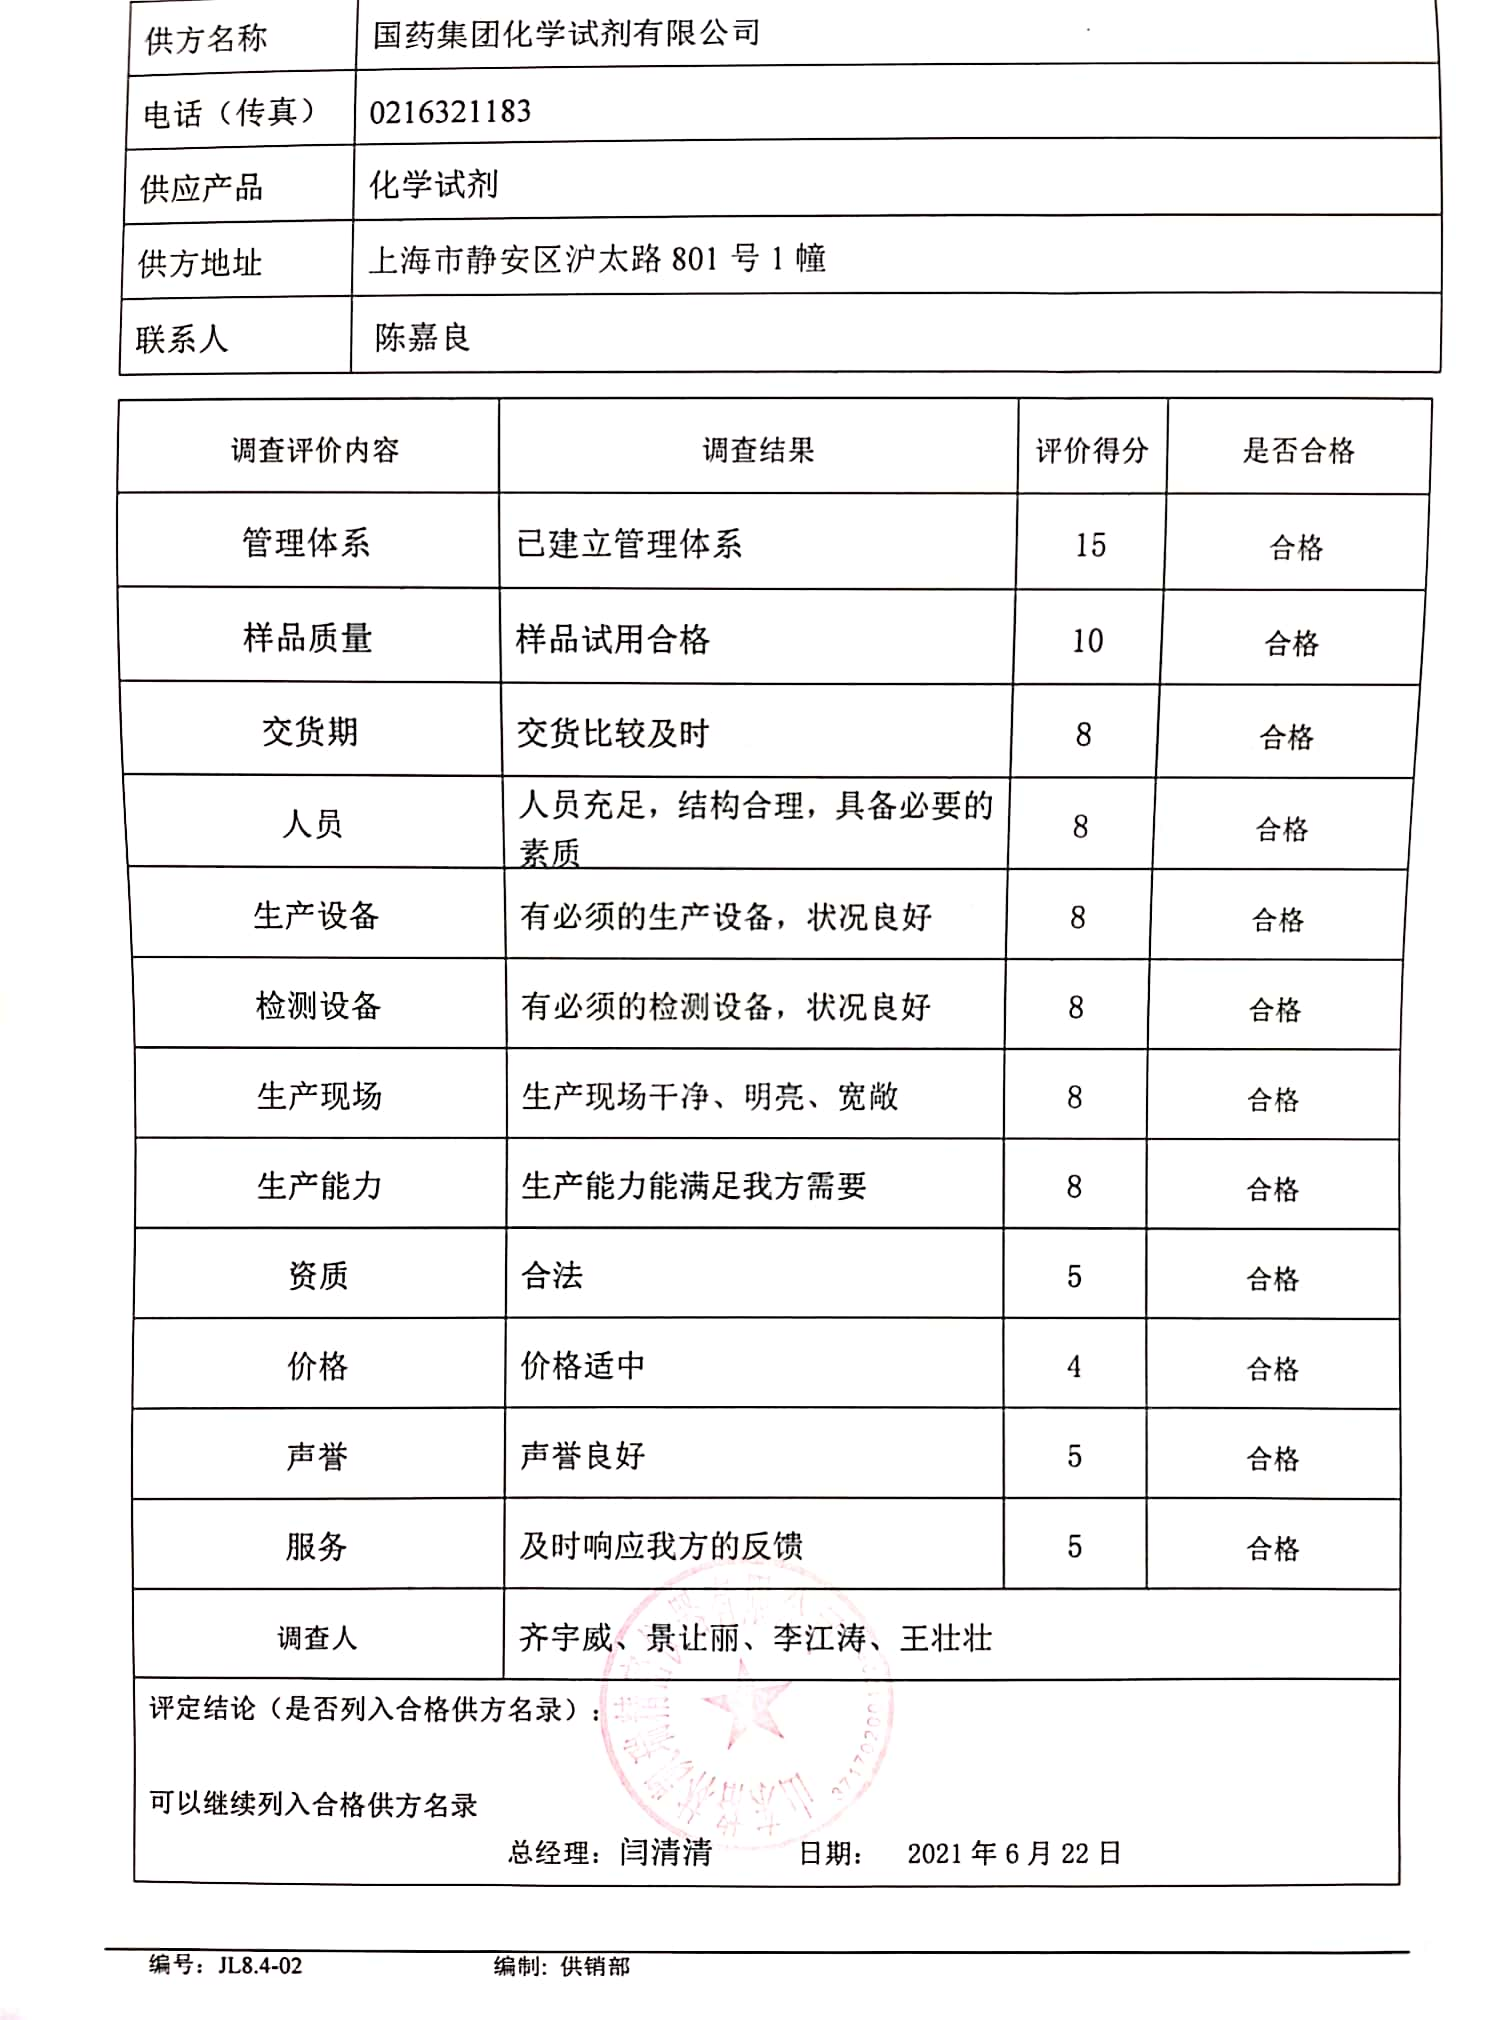 供方名称 国药集团化学试剂有限公司
电话（传真） 0216321183
供应产品 化学试剂
供方地址 上海市静安区沪太路 801 号 1 幢
联系人 陈嘉良
调查评价内容 调查结果 评价得分 是否合格
管理体系 已建立管理体系 15 合格
样品质量 样品试用合格 10 合格
交货期 交货比较及时 8 合格
人员 人员充足，结构合理，具备必要的 8 合格
素质
生产设备 有必须的生产设备，状况良好 8 合格
检测设备 有必须的检测设备，状况良好 8 合格
生产现场 生产现场干净、明亮、宽敞 8 合格
生产能力 生产能力能满足我方需要 8 合格
资质 合法 5 合格
价格 价格适中 4 合格
声誉 声誉良好 5 合格
服务 及时响应我方的反馈 5 合格
调查人 齐宇威、景让丽、李江涛、王壮壮
评定结论（是否列入合格供方名录）：
可以继续列入合格供方名录
总经理：闫清清 日期： 2021 年 6 月 22 日
编号：JL8.4-02 编制: 供销部